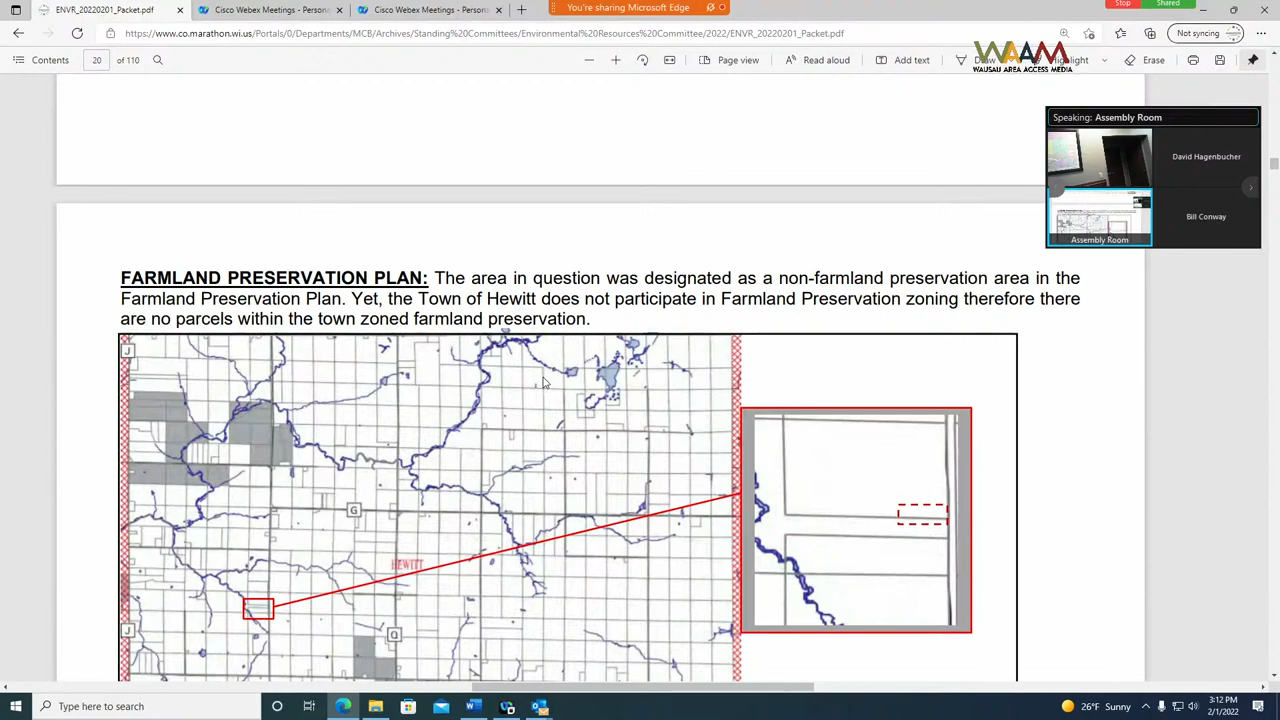 ENVR_20220201_Packet.pdf
Cisco Webex Meetings - Persona
Cisco Webex Meetings - Persona
You're sharing Microsoft Edge
Stop
Shared
https://www.co.marathon.wi.us/Portals/0/Departments/MCB/Archives/Standing%20Committees/Environmental%20Resources%20Committee/2022/ENVR_20220201_Packet.pdf
Not syncing
Contents
20
of 110
Page view
Read aloud
Add text
Draw
Highlight
Erase
WAAM
WAUSAU AREA ACCESS MEDIA
Speaking: Assembly Room
David Hagenbucher
Bill Conway
Assembly Room
FARMLAND PRESERVATION PLAN: The area in question was designated as a non-farmland preservation area in the
Farmland Preservation Plan. Yet, the Town of Hewitt does not participate in Farmland Preservation zoning therefore there
are no parcels within the town zoned farmland preservation.
J
G
HEWITT
J
Q
Type here to search
26°F Sunny
3:12 PM
2/1/2022